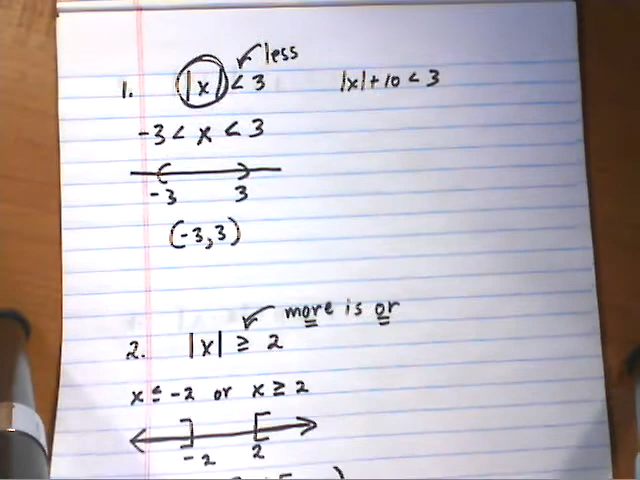 less
1. |x| < 3 |x| + 10 < 3
-3 < x < 3
-3 3
(-3, 3)
more is or
2. |x| ≥ 2
x ≤ -2 or x ≥ 2
-2 2